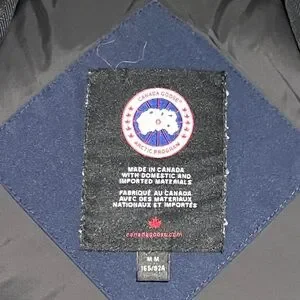 CANADA GOOSE
ARCTIC PROGRAM
MADE IN CANADA
WITH DOMESTIC AND
IMPORTED MATERIALS
FABRIQUÉ AU CANADA
AVEC DES MATERIAUX
NATIONAUX ET IMPORTÉS
canadagoose.com
M M
165/92A